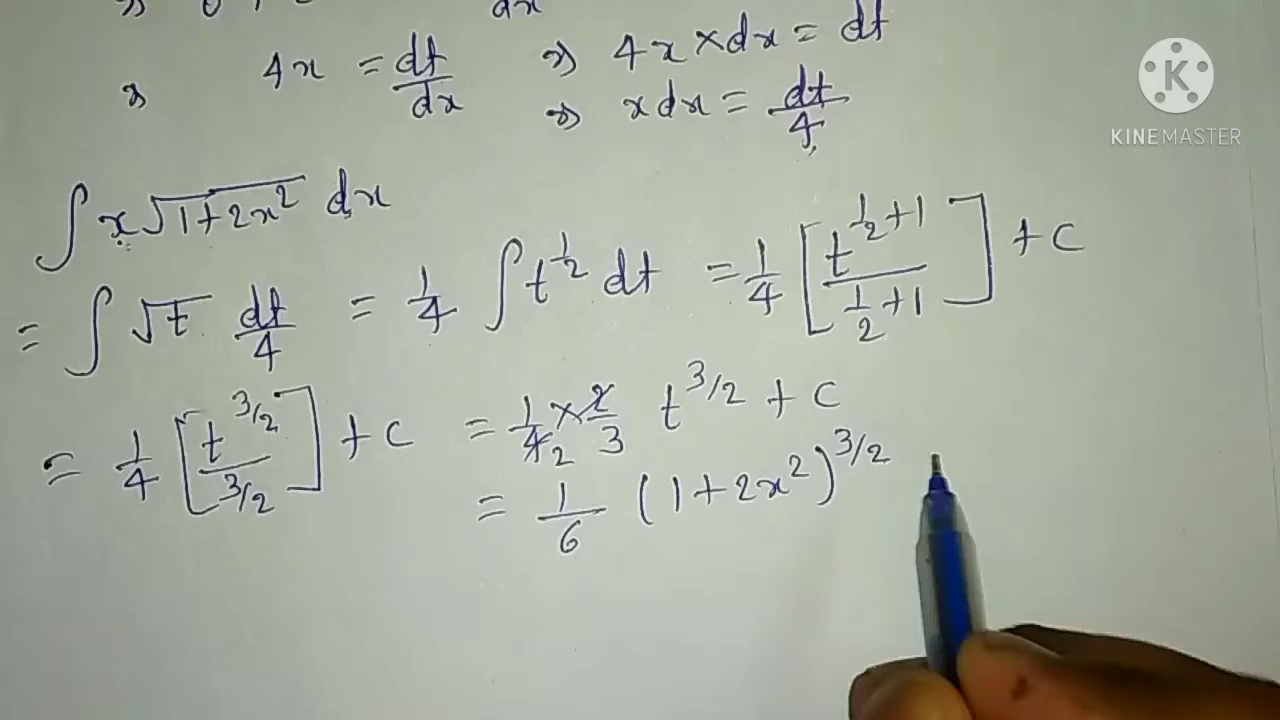 dx
4x = dt/dx ⇒ 4x × dx = dt
⇒ ⇒ x dx = dt/4
KINEMASTER
∫ x√(1+2x²) dx
= ∫ √t dt/4 = 1/4 ∫ t^(1/2) dt = 1/4 [t^(1/2+1) / (1/2+1)] + C
= 1/4 [t^(3/2) / (3/2)] + C = 1/4 2 × 2/3 t^(3/2) + C
= 1/6 (1+2x²)^(3/2)